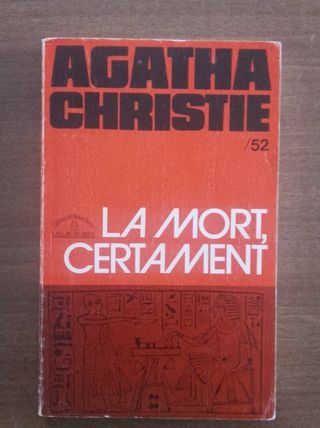 AGATHA
CHRISTIE
/52
LA MORT,
CERTAMENT